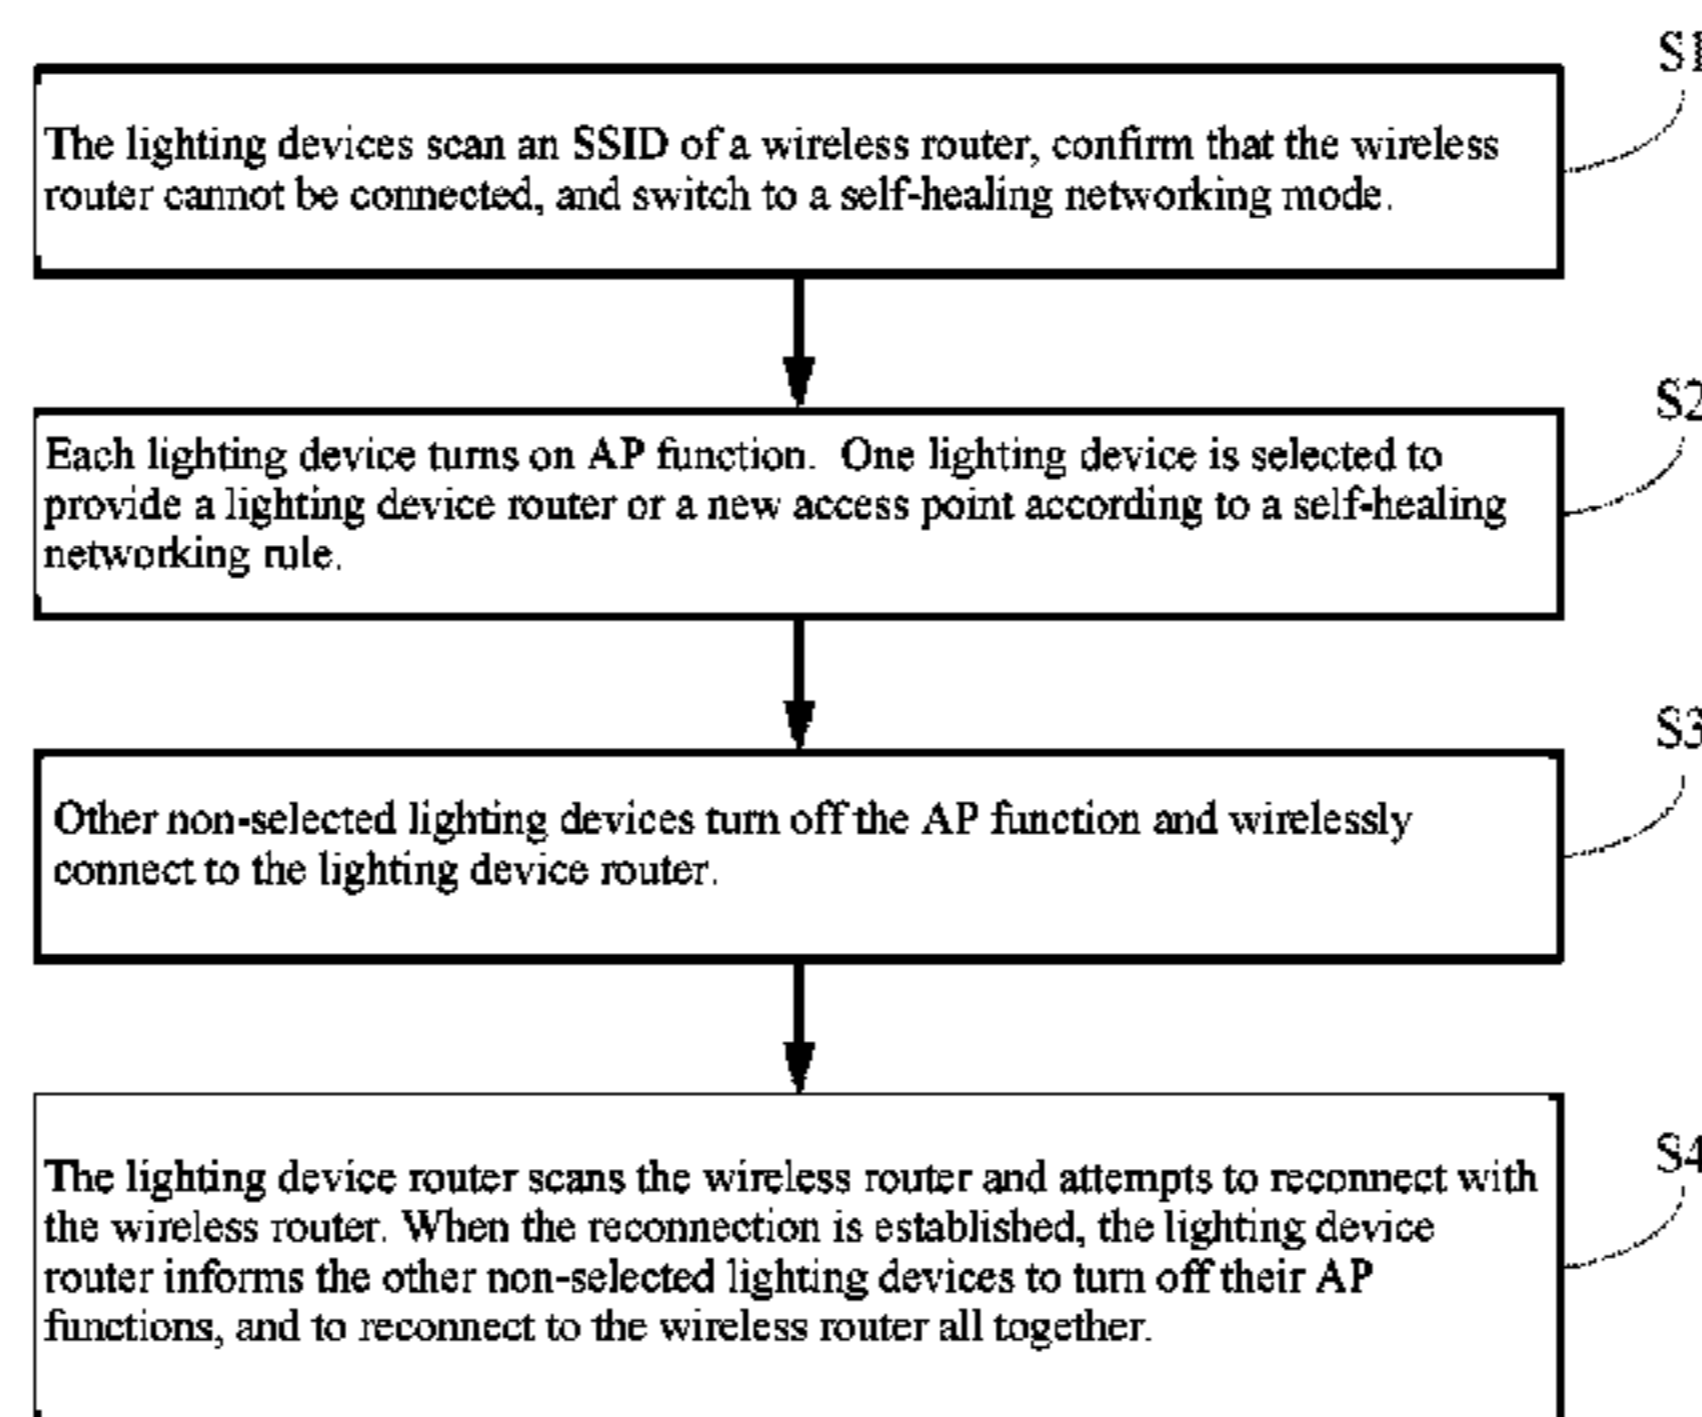 S1
The lighting devices scan an SSID of a wireless router, confirm that the wireless
router cannot be connected, and switch to a self-healing networking mode.
S2
Each lighting device turns on AP function.  One lighting device is selected to
provide a lighting device router or a new access point according to a self-healing
networking rule.
S3
Other non-selected lighting devices turn off the AP function and wirelessly
connect to the lighting device router.
S4
The lighting device router scans the wireless router and attempts to reconnect with
the wireless router. When the reconnection is established, the lighting device
router informs the other non-selected lighting devices to turn off their AP
functions, and to reconnect to the wireless router all together.